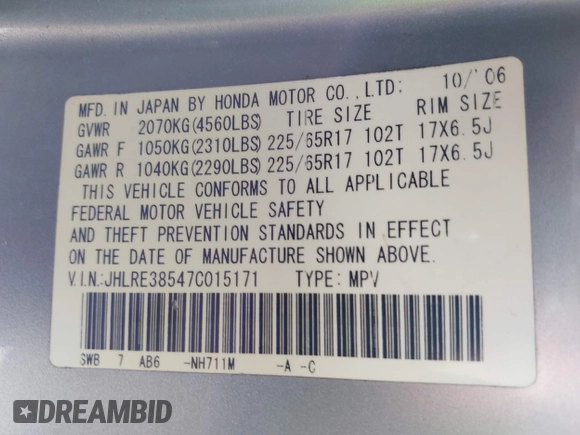 MFD. IN JAPAN BY HONDA MOTOR CO.,LTD: 10/'06
GVWR 2070KG(4560LBS) TIRE SIZE RIM SIZE
GAWR F 1050KG(2310LBS) 225/65R17 102T 17X6.5J
GAWR R 1040KG(2290LBS) 225/65R17 102T 17X6.5J
THIS VEHICLE CONFORMS TO ALL APPLICABLE
FEDERAL MOTOR VEHICLE SAFETY
AND THEFT PREVENTION STANDARDS IN EFFECT
ON THE DATE OF MANUFACTURE SHOWN ABOVE.
V.I.N.:JHLRE38547C015171 TYPE: MPV
SWB 7 AB6 -NH711M -A -C
DREAMBID